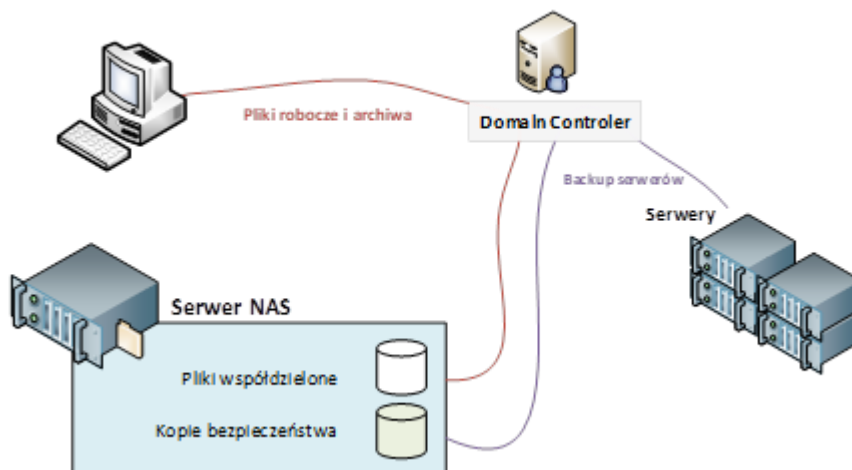 Pliki robocze i archiwa
Domain Controler
Backup serwerów
Serwery
Serwer NAS
Pliki współdzielone
Kopie bezpieczeństwa